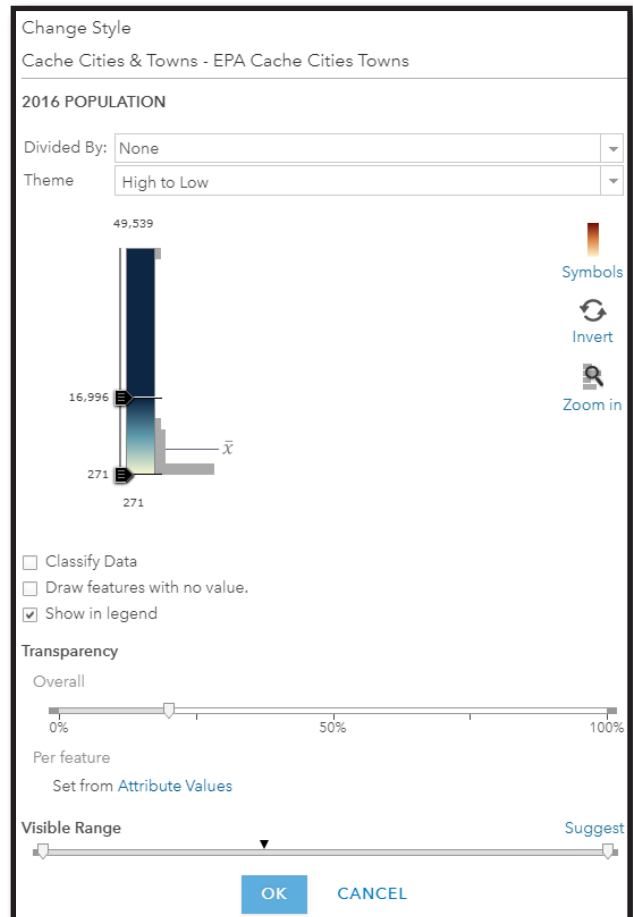 Change Style
Cache Cities & Towns - EPA Cache Cities Towns
2016 POPULATION
Divided By: None
Theme High to Low
49,539
Symbols
Invert
Zoom in
16,996
x̄
271
271
Classify Data
Draw features with no value.
Show in legend
Transparency
Overall
0% 50% 100%
Per feature
Set from Attribute Values
Visible Range Suggest
OK CANCEL